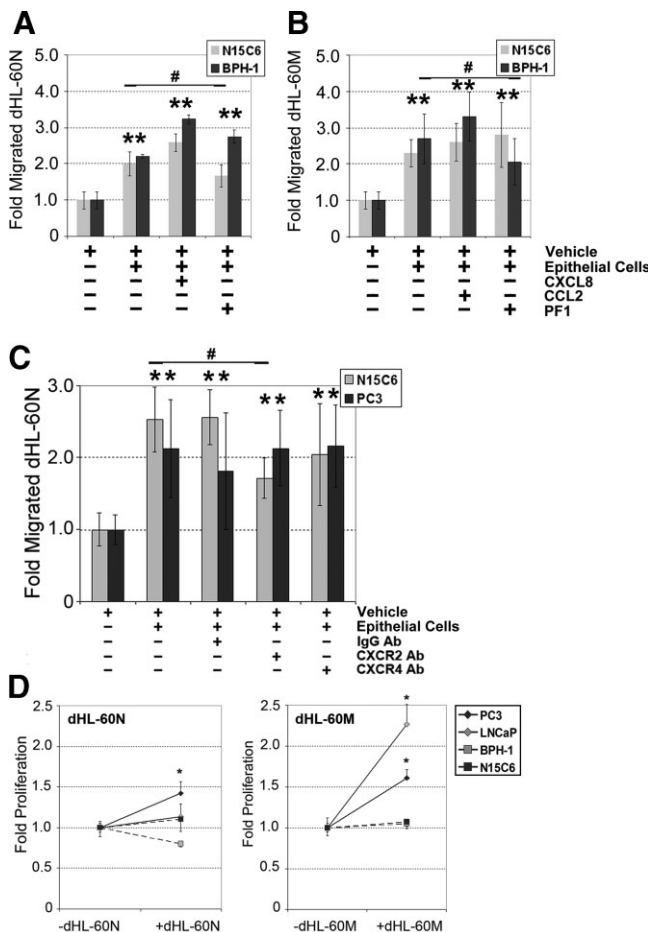 A
N15C6
BPH-1
Fold Migrated dHL-60N
5.0
4.0
3.0
2.0
1.0
0
#
**
**
**
+ + + +
− + + +
− − + −
− − − −
− − − +
B
N15C6
BPH-1
Fold Migrated dHL-60M
5.0
4.0
3.0
2.0
1.0
0
#
**
**
**
+ + + + Vehicle
− + + + Epithelial Cells
− − − − CXCL8
− − + − CCL2
− − − + PF1
C
N15C6
PC3
Fold Migrated dHL-60N
3.0
2.0
1.0
0
#
**
**
**
**
+ + + + + Vehicle
− + + + + Epithelial Cells
− − + − − IgG Ab
− − − + − CXCR2 Ab
− − − − + CXCR4 Ab
D
dHL-60N
Fold Proliferation
2.5
2.0
1.5
1.0
0.5
0
*
-dHL-60N +dHL-60N
dHL-60M
Fold Proliferation
2.5
2.0
1.5
1.0
0.5
0
*
*
-dHL-60M +dHL-60M
PC3
LNCaP
BPH-1
N15C6